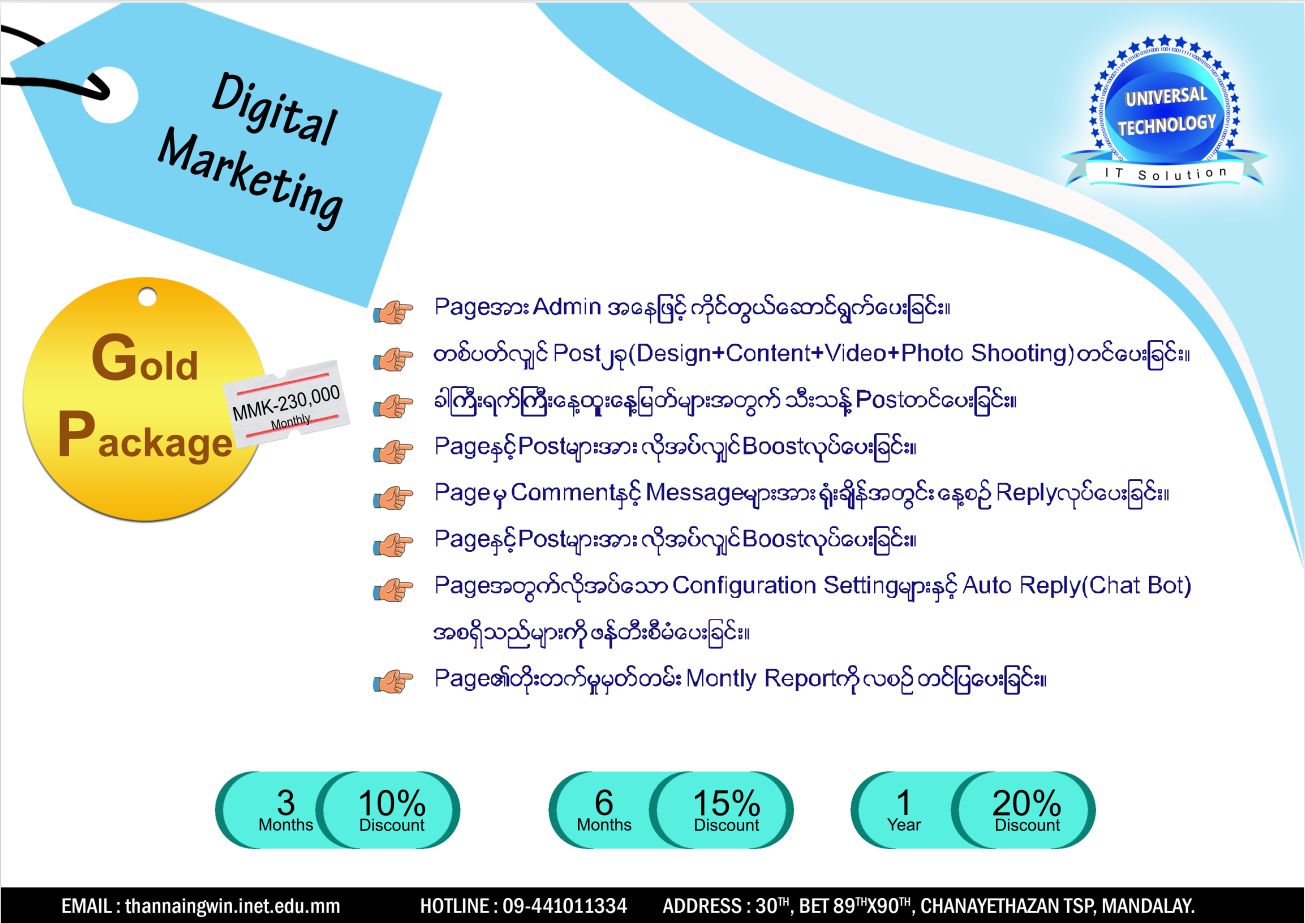 Digital
Marketing
UNIVERSAL
TECHNOLOGY
IT Solution
Gold
Package
MMK-230,000
Monthly
Pageအား Admin အနေဖြင့် ကိုင်တွယ်ဆောင်ရွက်ပေးခြင်း။
တစ်ပတ်လျှင် Post၂ခု(Design+Content+Video+Photo Shooting)တင်ပေးခြင်း။
ခါကြီးရက်ကြီးနေ့ထူးနေ့မြတ်များအတွက် သီးသန့် Postတင်ပေးခြင်း။
Pageနှင့်Postများအား လိုအပ်လျှင်Boostလုပ်ပေးခြင်း။
Page မှ Commentနှင့် Messageများအား ရုံးချိန်အတွင်း နေ့စဉ် Replyလုပ်ပေးခြင်း။
Pageနှင့်Postများအား လိုအပ်လျှင်Boostလုပ်ပေးခြင်း။
Pageအတွက်လိုအပ်သော Configuration Settingများနှင့် Auto Reply(Chat Bot)
အစရှိသည်များကို ဖန်တီးစီမံပေးခြင်း။
Page၏တိုးတက်မှုမှတ်တမ်း Montly Reportကို လစဉ် တင်ပြပေးခြင်း။
3 Months 10% Discount
6 Months 15% Discount
1 Year 20% Discount
EMAIL : thannaingwin.inet.edu.mm HOTLINE : 09-441011334 ADDRESS : 30TH, BET 89THX90TH, CHANAYETHAZAN TSP, MANDALAY.